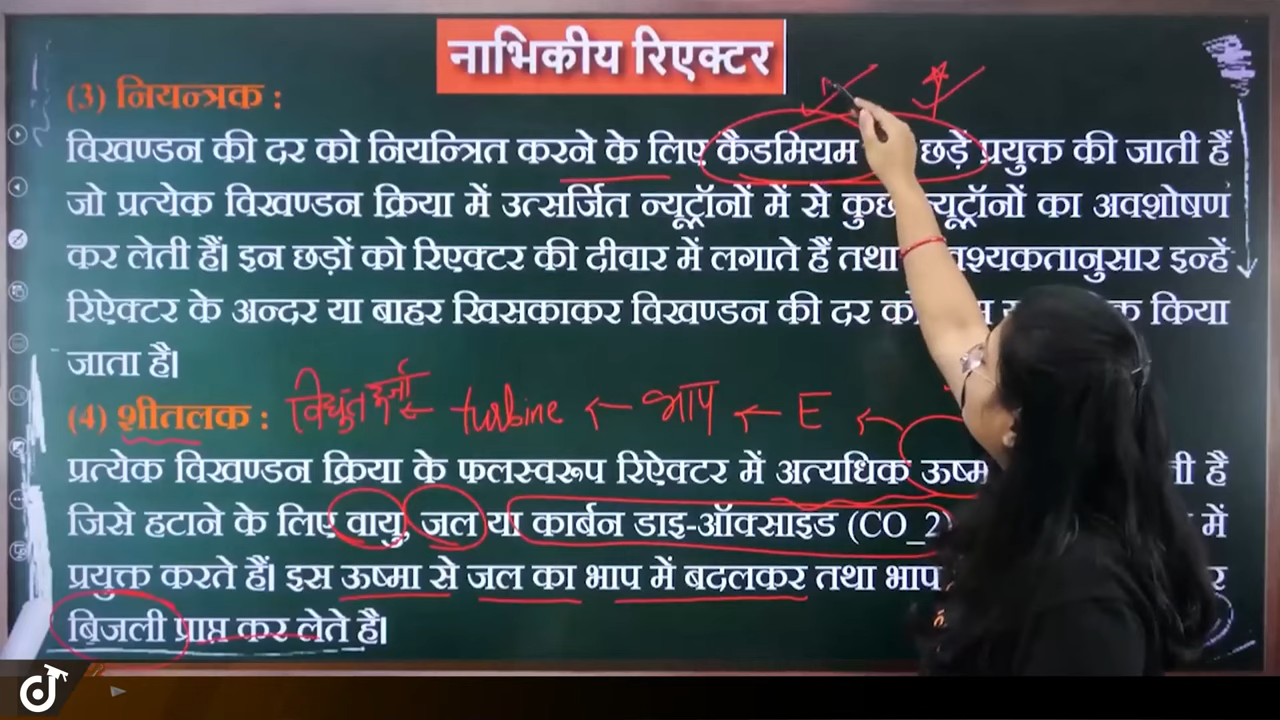 नाभिकीय रिएक्टर
(3) नियन्त्रक :
विखण्डन की दर को नियन्त्रित करने के लिए कैडमियम छड़ें प्रयुक्त की जाती हैं
जो प्रत्येक विखण्डन क्रिया में उत्सर्जित न्यूट्रॉनों में से कुछ न्यूट्रॉनों का अवशोषण
कर लेती हैं। इन छड़ों को रिएक्टर की दीवार में लगाते हैं तथा इन्हें
रिऐक्टर के अन्दर या बाहर खिसकाकर विखण्डन की दर किया
जाता है।
(4) शीतलक : विद्युत ऊर्जा ← turbine ← भाप ← E ←
प्रत्येक विखण्डन क्रिया के फलस्वरूप रिऐक्टर में अत्यधिक है
जिसे हटाने के लिए वायु, जल या कार्बन डाइ-ऑक्साइड (CO_2) में
प्रयुक्त करते हैं। इस ऊष्मा से जल का भाप में बदलकर तथा भाप
बिजली प्राप्त कर लेते है।